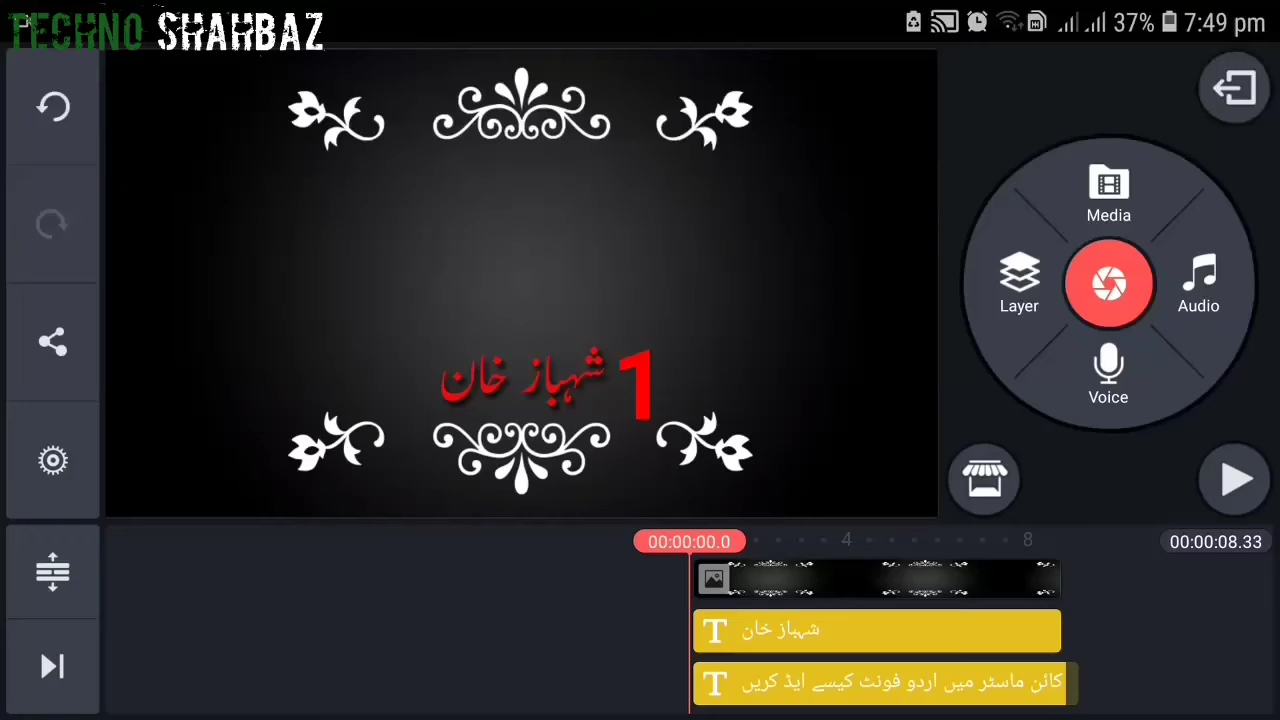 TECHNO SHAHBAZ
37% 7:49 pm
Media
Layer
Audio
Voice
شہباز خان 1
00:00:00.0
4
8
00:00:08.33
T شہباز خان
T کائن ماسٹر میں اردو فونٹ کیسے ایڈ کریں